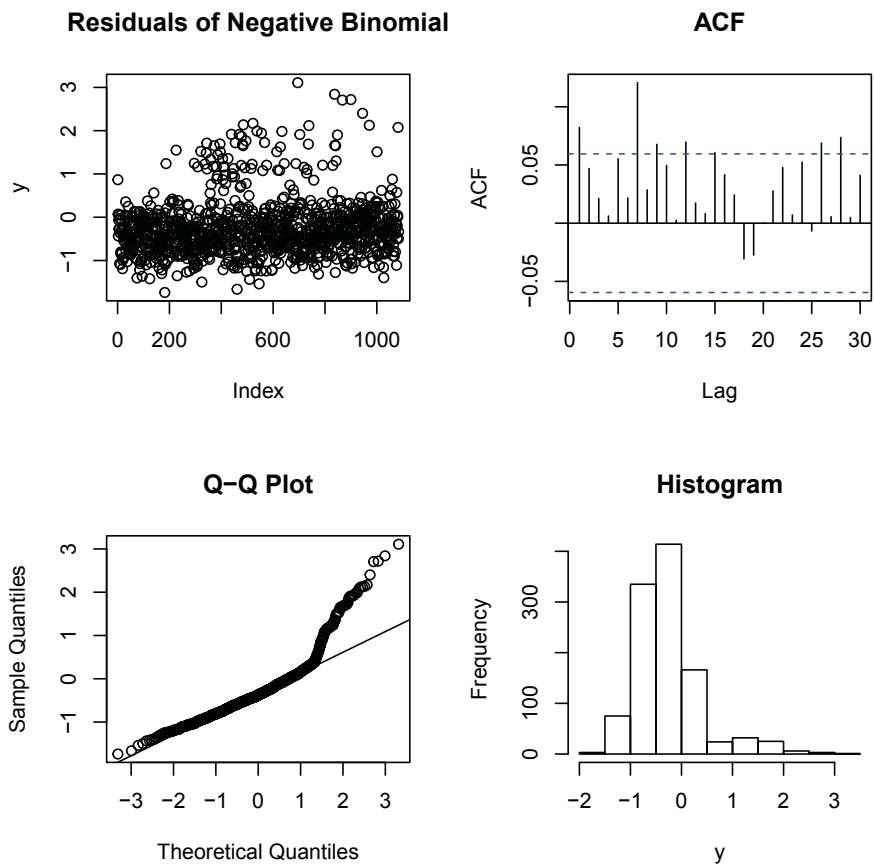 Residuals of Negative Binomial
y
3
2
1
0
−1
0 200 600 1000
Index
ACF
ACF
0.05
−0.05
0 5 10 15 20 25 30
Lag
Q−Q Plot
Sample Quantiles
3
2
1
0
−1
−3 −2 −1 0 1 2 3
Theoretical Quantiles
Histogram
Frequency
300
100
0
−2 −1 0 1 2 3
y